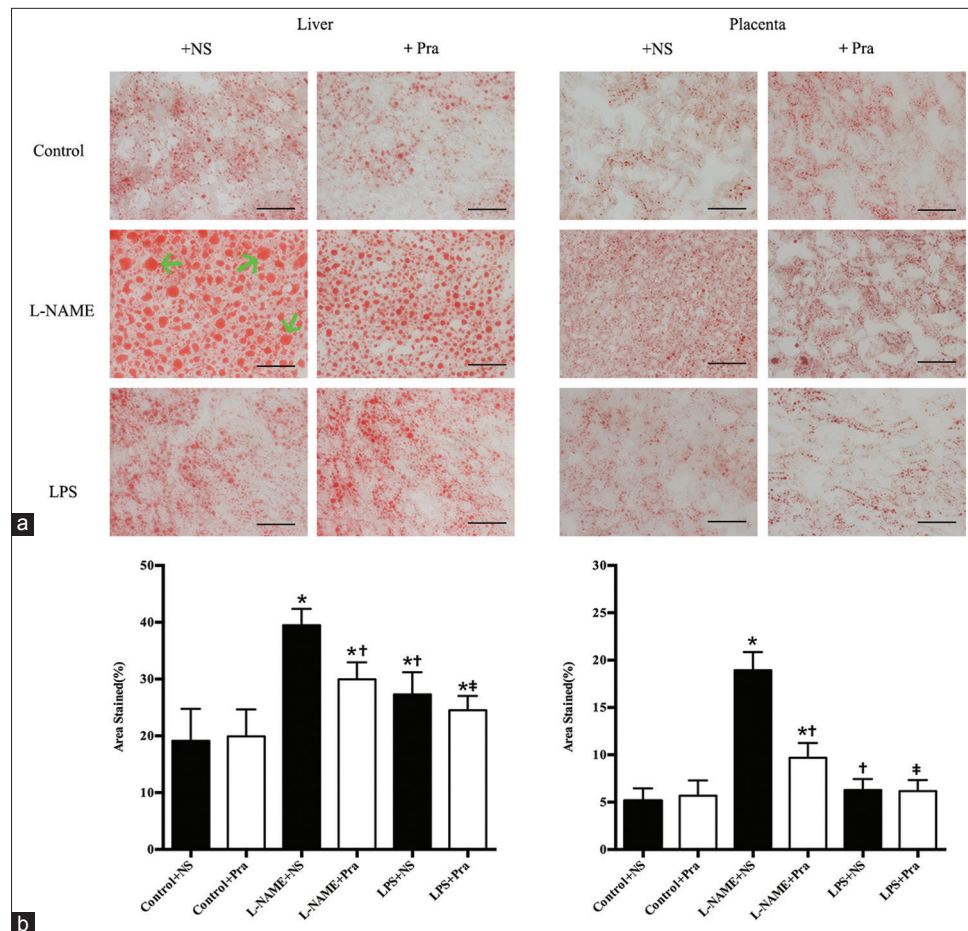 Liver
Placenta
+NS
+ Pra
+NS
+ Pra
Control
L-NAME
LPS
a
50
40
30
20
10
0
Area Stained(%)
*
*†
*†
*‡
Control+NS
Control+Pra
L-NAME+NS
L-NAME+Pra
LPS+NS
LPS+Pra
30
25
20
15
10
5
0
Area Stained(%)
*
*†
†
‡
Control+NS
Control+Pra
L-NAME+NS
L-NAME+Pra
LPS+NS
LPS+Pra
b